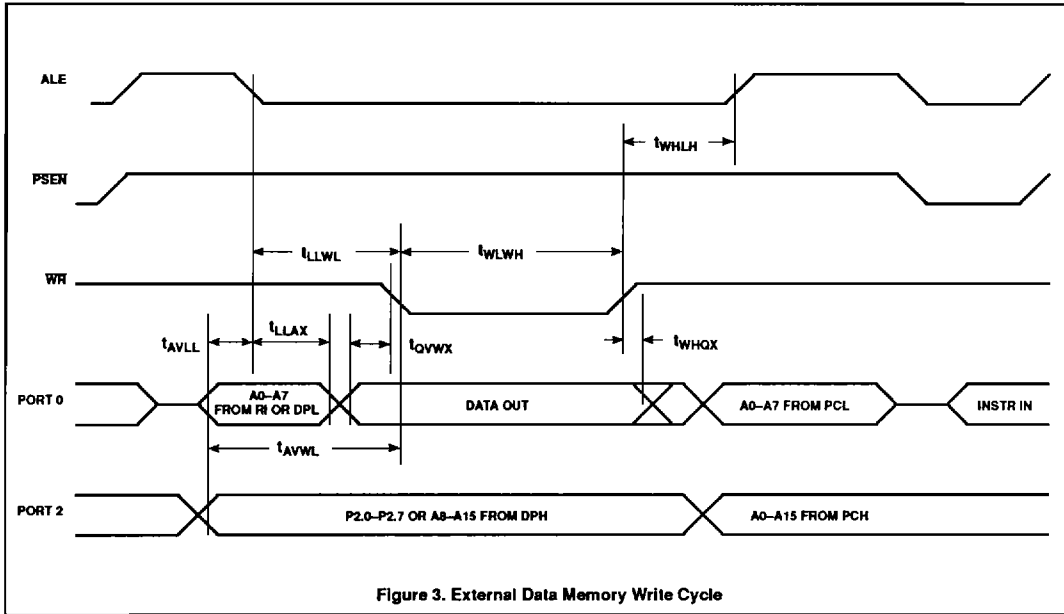 ALE
tWHLH
PSEN
tLLWL
tWLWH
WR
tAVLL
tLLAX
tQVWX
tWHQX
PORT 0
A0–A7
FROM RI OR DPL
DATA OUT
A0–A7 FROM PCL
INSTR IN
tAVWL
PORT 2
P2.0–P2.7 OR A8–A15 FROM DPH
A0–A15 FROM PCH
Figure 3. External Data Memory Write Cycle